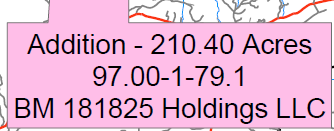 Addition - 210.40 Acres
97.00-1-79.1
BM 181825 Holdings LLC